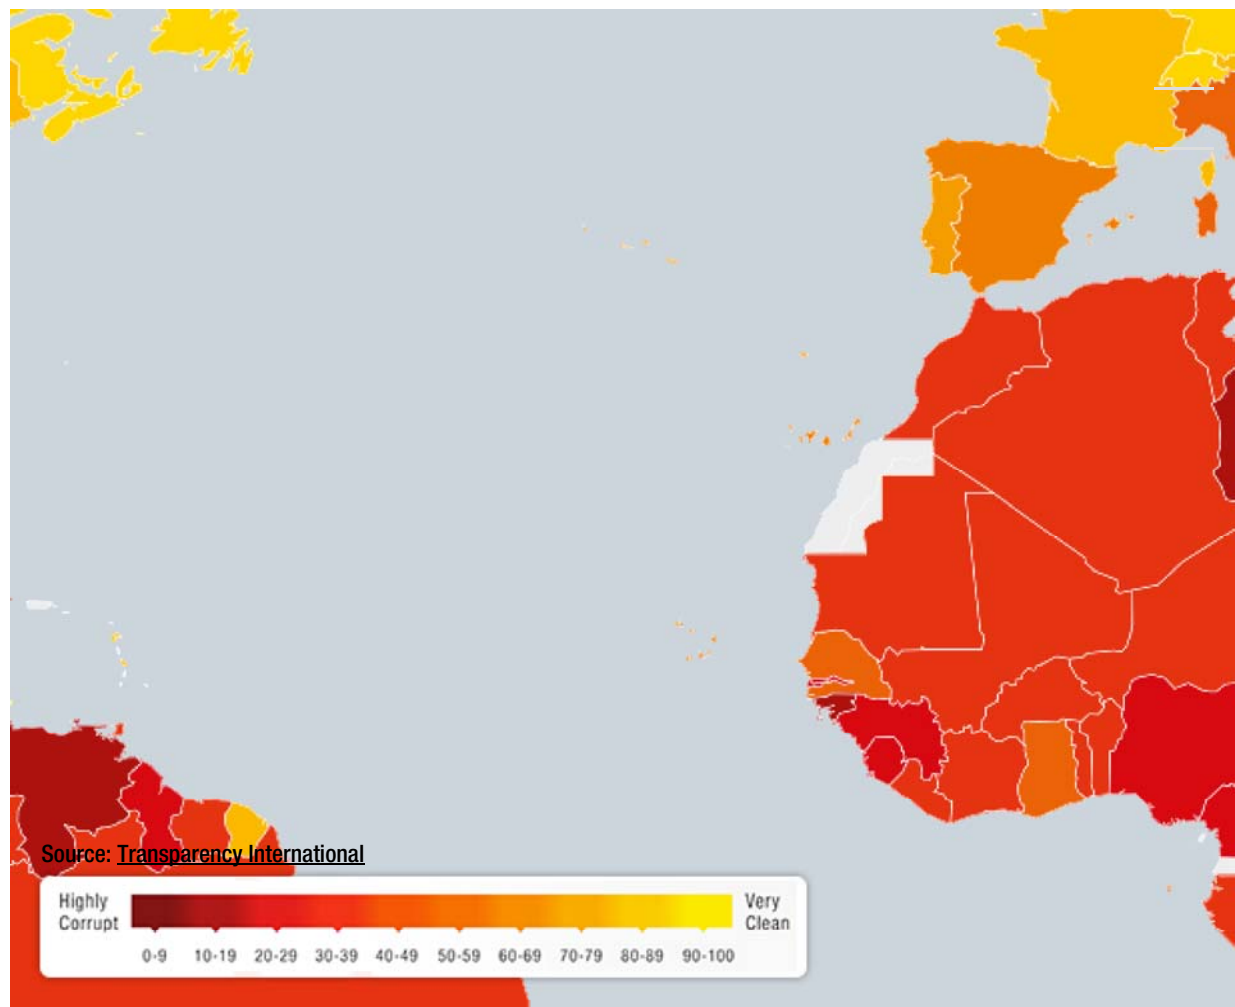 Source: Transparency International
Highly
Corrupt
Very
Clean
0-9 10-19 20-29 30-39 40-49 50-59 60-69 70-79 80-89 90-100